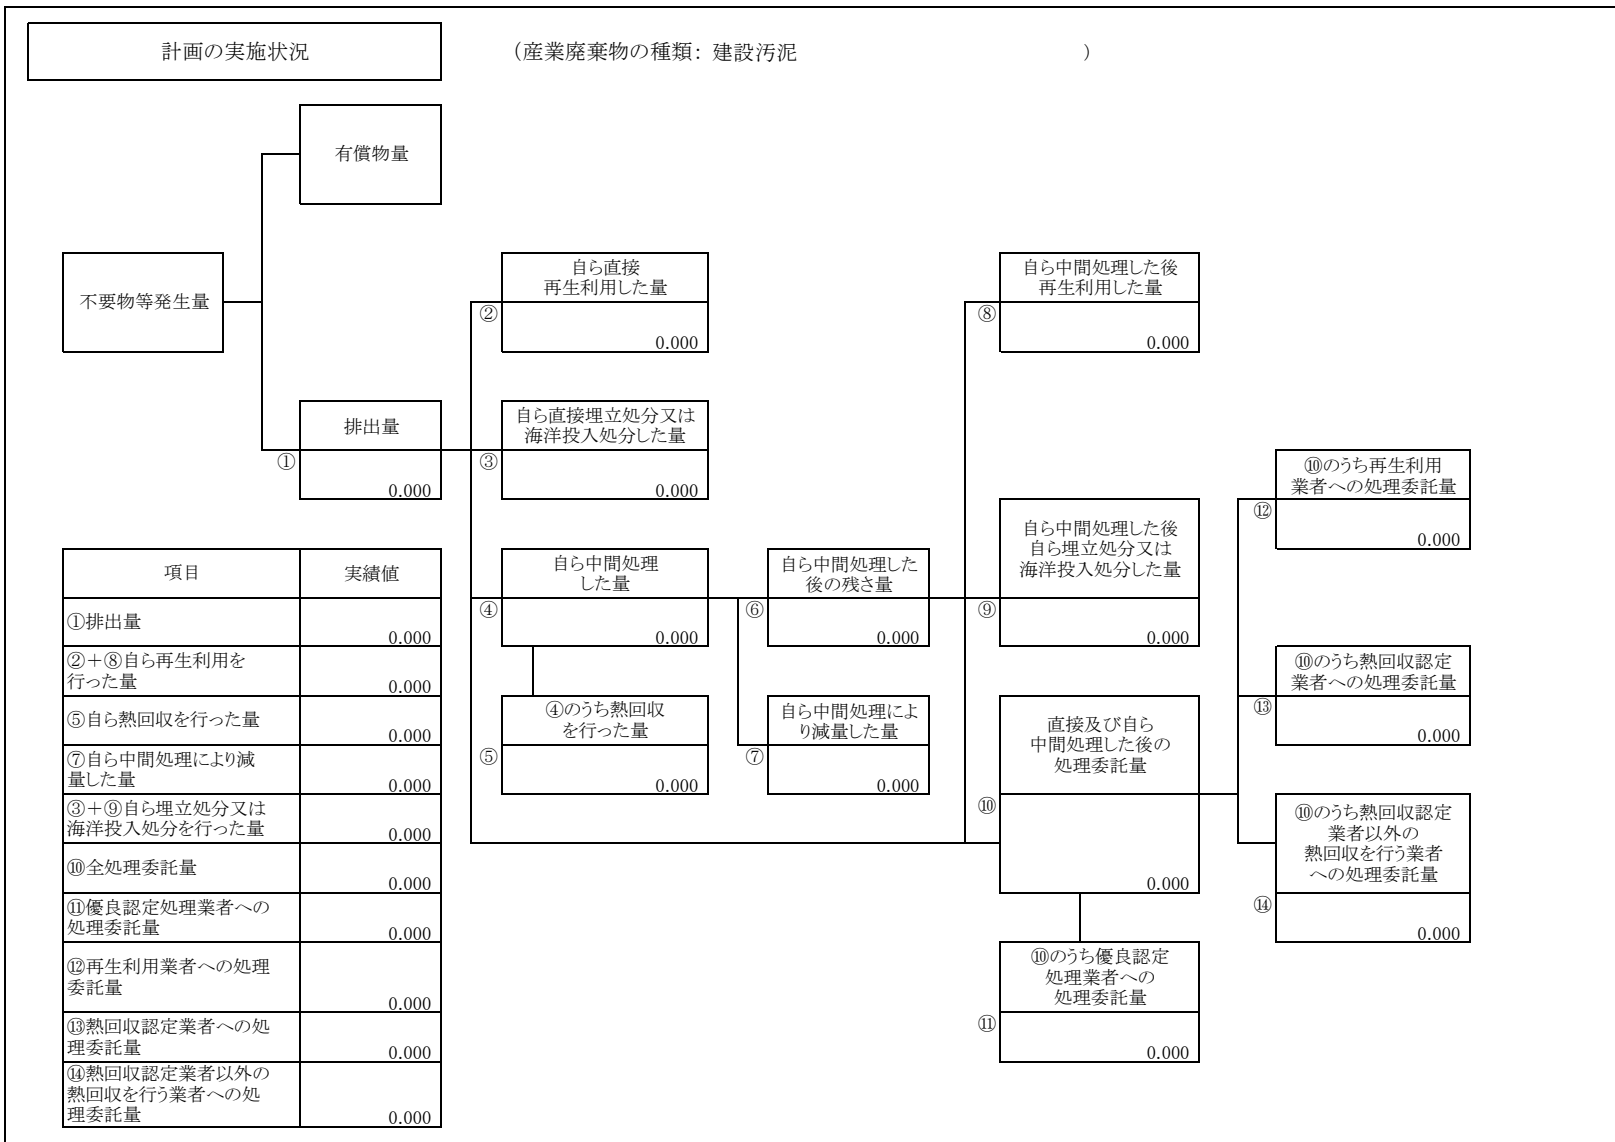 計画の実施状況
（産業廃棄物の種類：建設汚泥　）
有償物量
不要物等発生量
排出量
①
0.000
自ら直接
再生利用した量
②
0.000
自ら直接埋立処分又は
海洋投入処分した量
③
0.000
自ら中間処理
した量
④
0.000
④のうち熱回収
を行った量
⑤
0.000
自ら中間処理した
後の残さ量
⑥
0.000
自ら中間処理によ
り減量した量
⑦
0.000
自ら中間処理した後
再生利用した量
⑧
0.000
自ら中間処理した後
自ら埋立処分又は
海洋投入処分した量
⑨
0.000
直接及び自ら
中間処理した後の
処理委託量
⑩
0.000
⑩のうち優良認定
処理業者への
処理委託量
⑪
0.000
⑩のうち再生利用
業者への処理委託量
⑫
0.000
⑩のうち熱回収認定
業者への処理委託量
⑬
0.000
⑩のうち熱回収認定
業者以外の
熱回収を行う業者
への処理委託量
⑭
0.000
項目　実績値
①排出量
0.000
②＋⑧自ら再生利用を
行った量
0.000
⑤自ら熱回収を行った量
0.000
⑦自ら中間処理により減
量した量
0.000
③＋⑨自ら埋立処分又は
海洋投入処分を行った量
0.000
⑩全処理委託量
0.000
⑪優良認定処理業者への
処理委託量
0.000
⑫再生利用業者への処理
委託量
0.000
⑬熱回収認定業者への処
理委託量
0.000
⑭熱回収認定業者以外の
熱回収を行う業者への処
理委託量
0.000